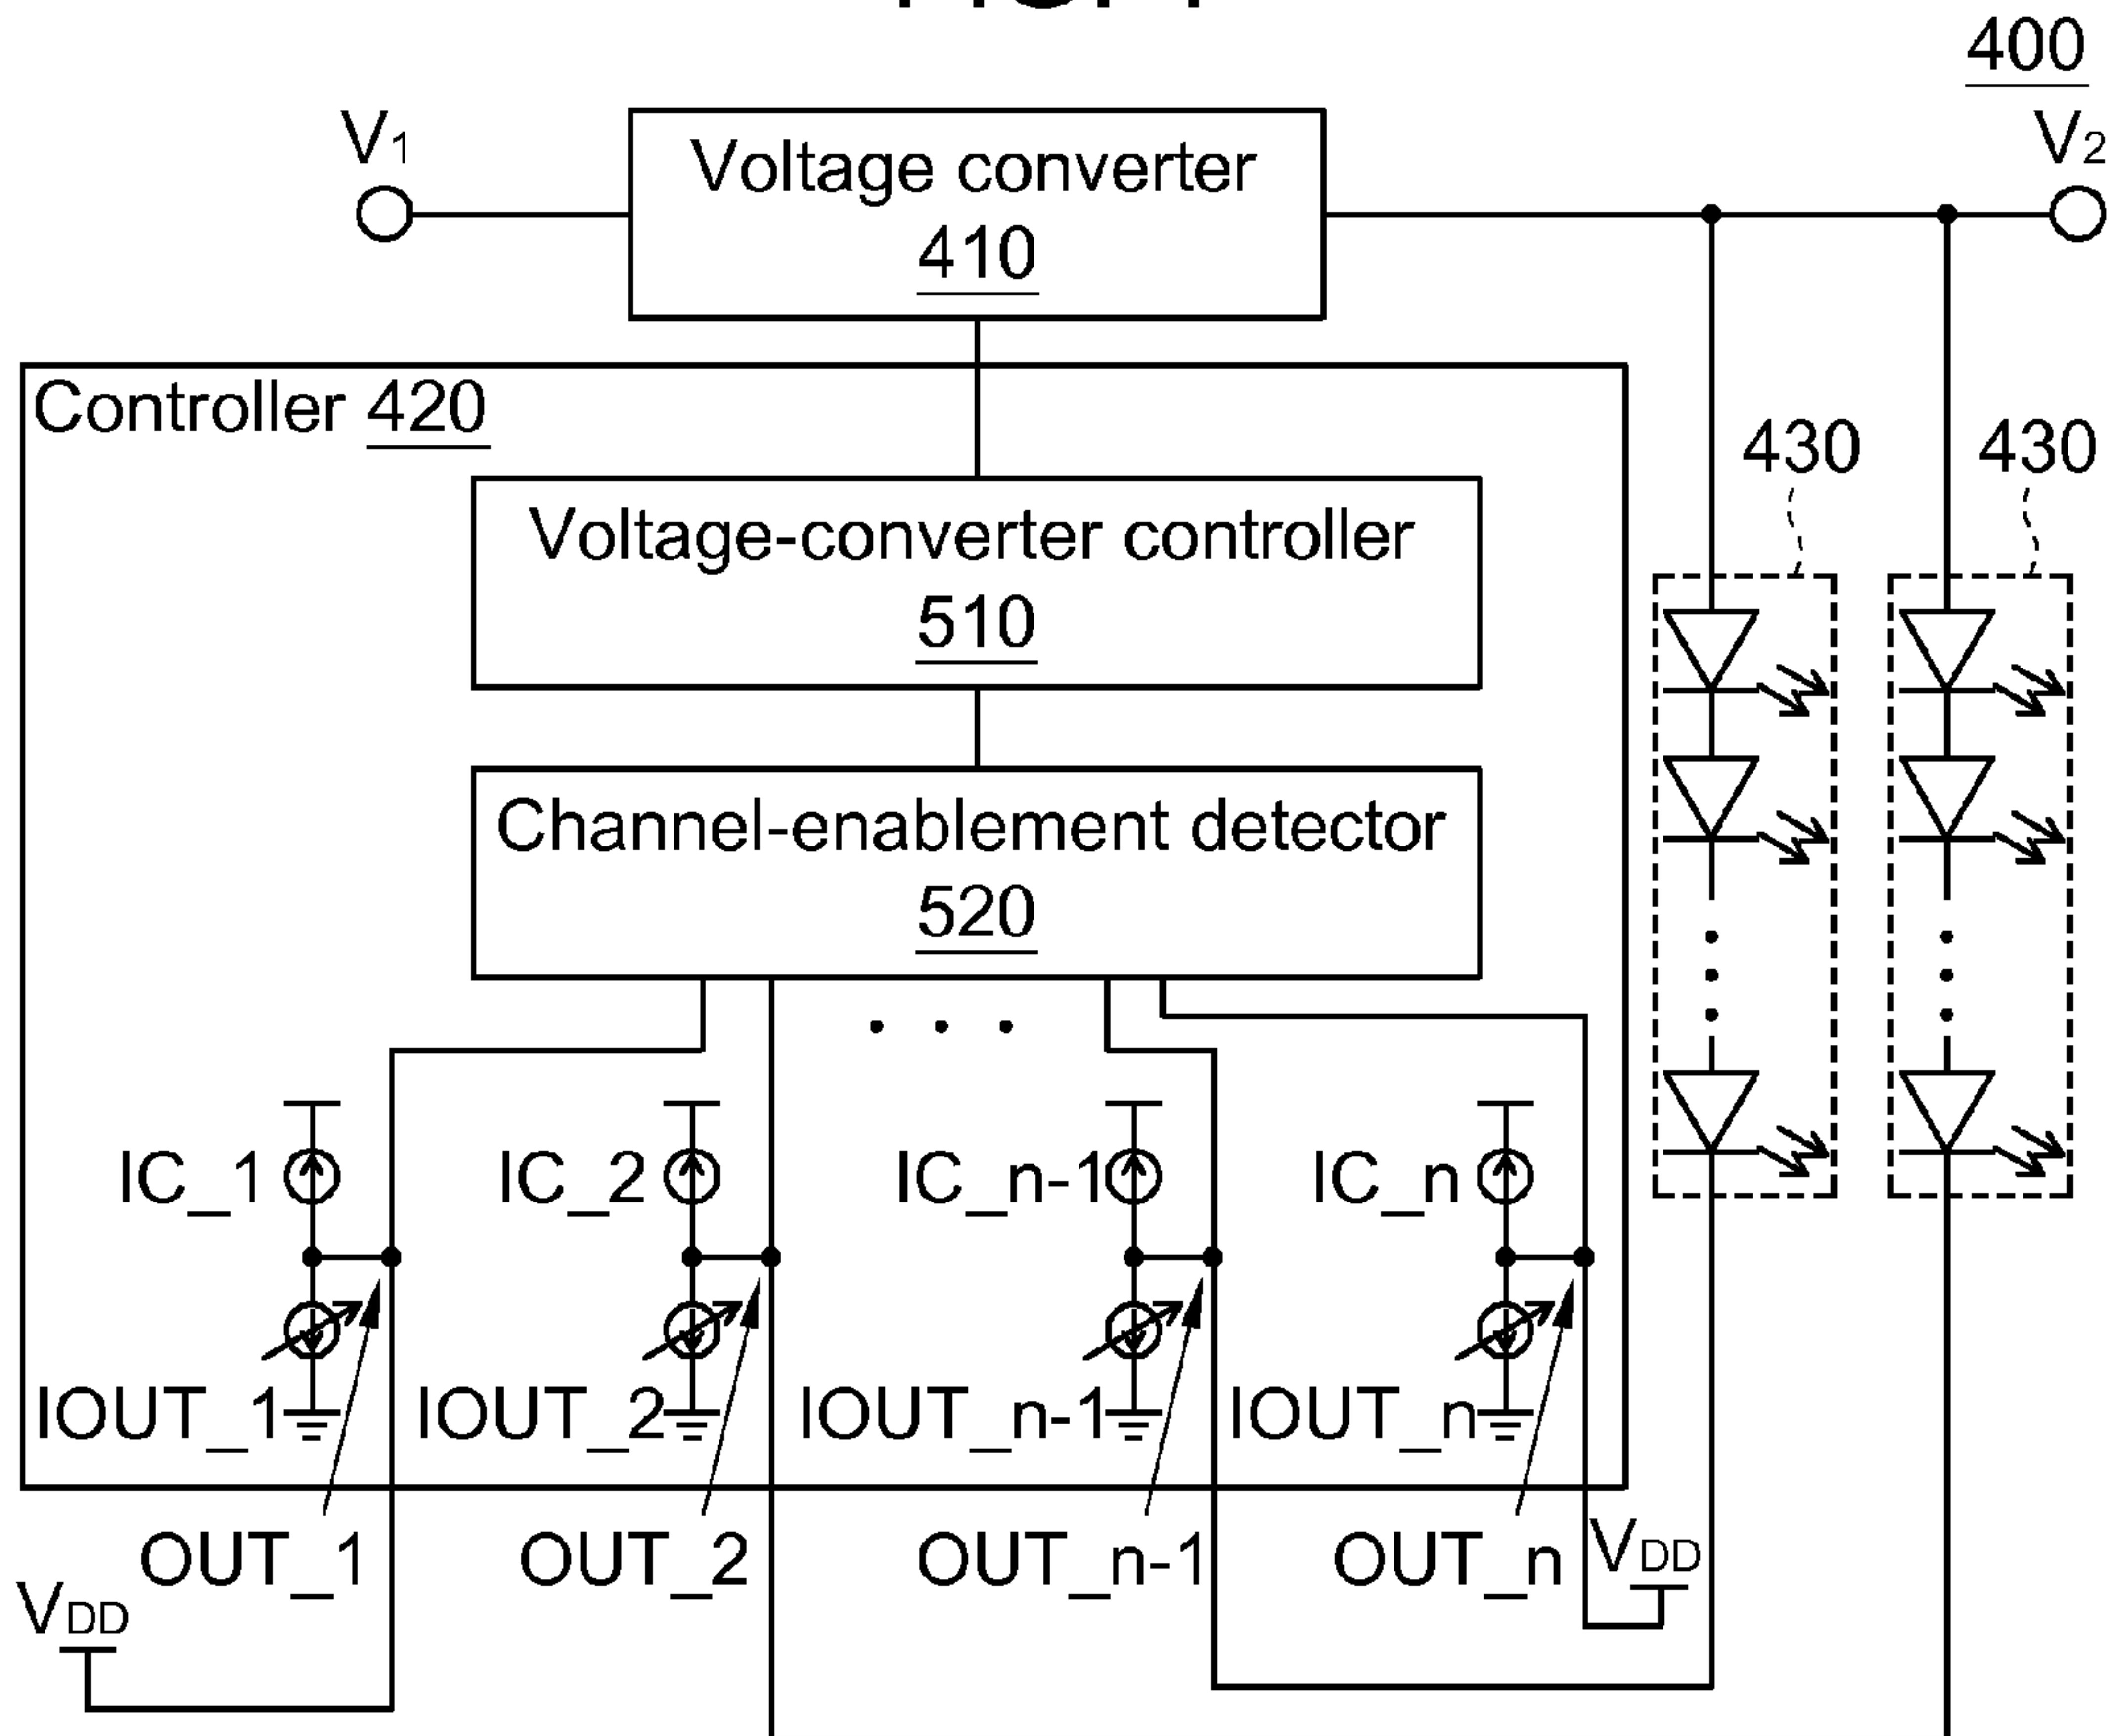 400
V1
V2
Voltage converter
410
Controller 420
430
430
Voltage-converter controller
510
Channel-enablement detector
520
IC_1
IC_2
IC_n-1
IC_n
IOUT_1
IOUT_2
IOUT_n-1
IOUT_n
OUT_1
OUT_2
OUT_n-1
OUT_n
VDD
VDD